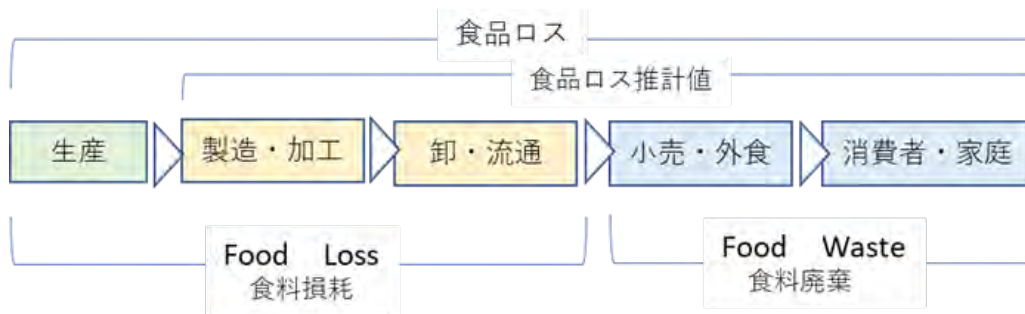 食品ロス
食品ロス推計値
生産
製造・加工
卸・流通
小売・外食
消費者・家庭
Food Loss
食料損耗
Food Waste
食料廃棄